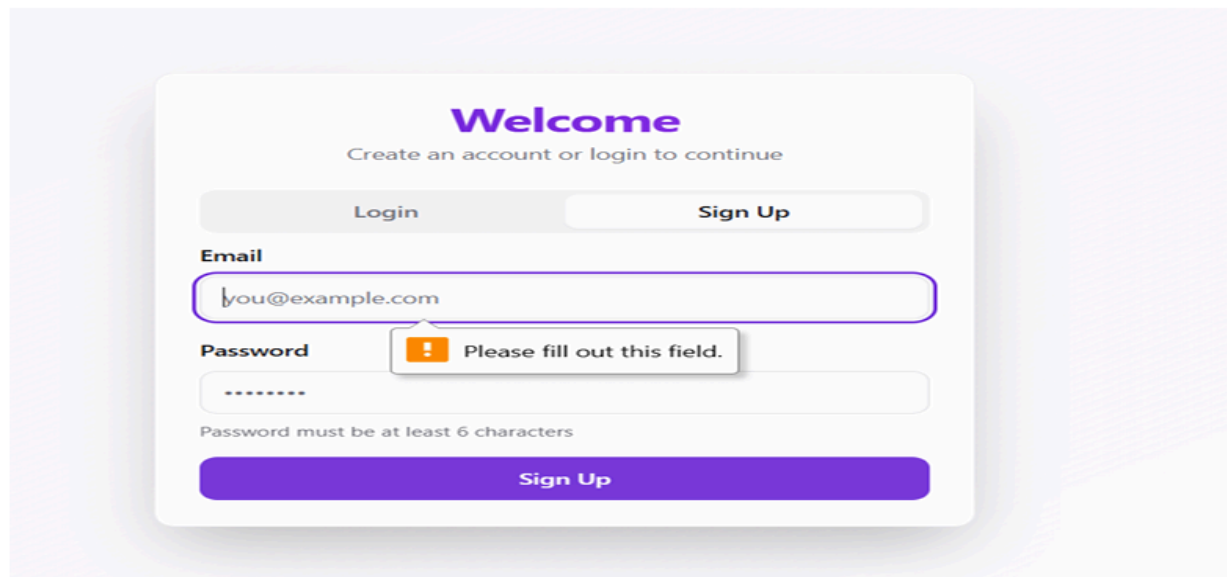 Welcome
Create an account or login to continue
Login Sign Up
Email
you@example.com
Password
! Please fill out this field.
••••••••
Password must be at least 6 characters
Sign Up